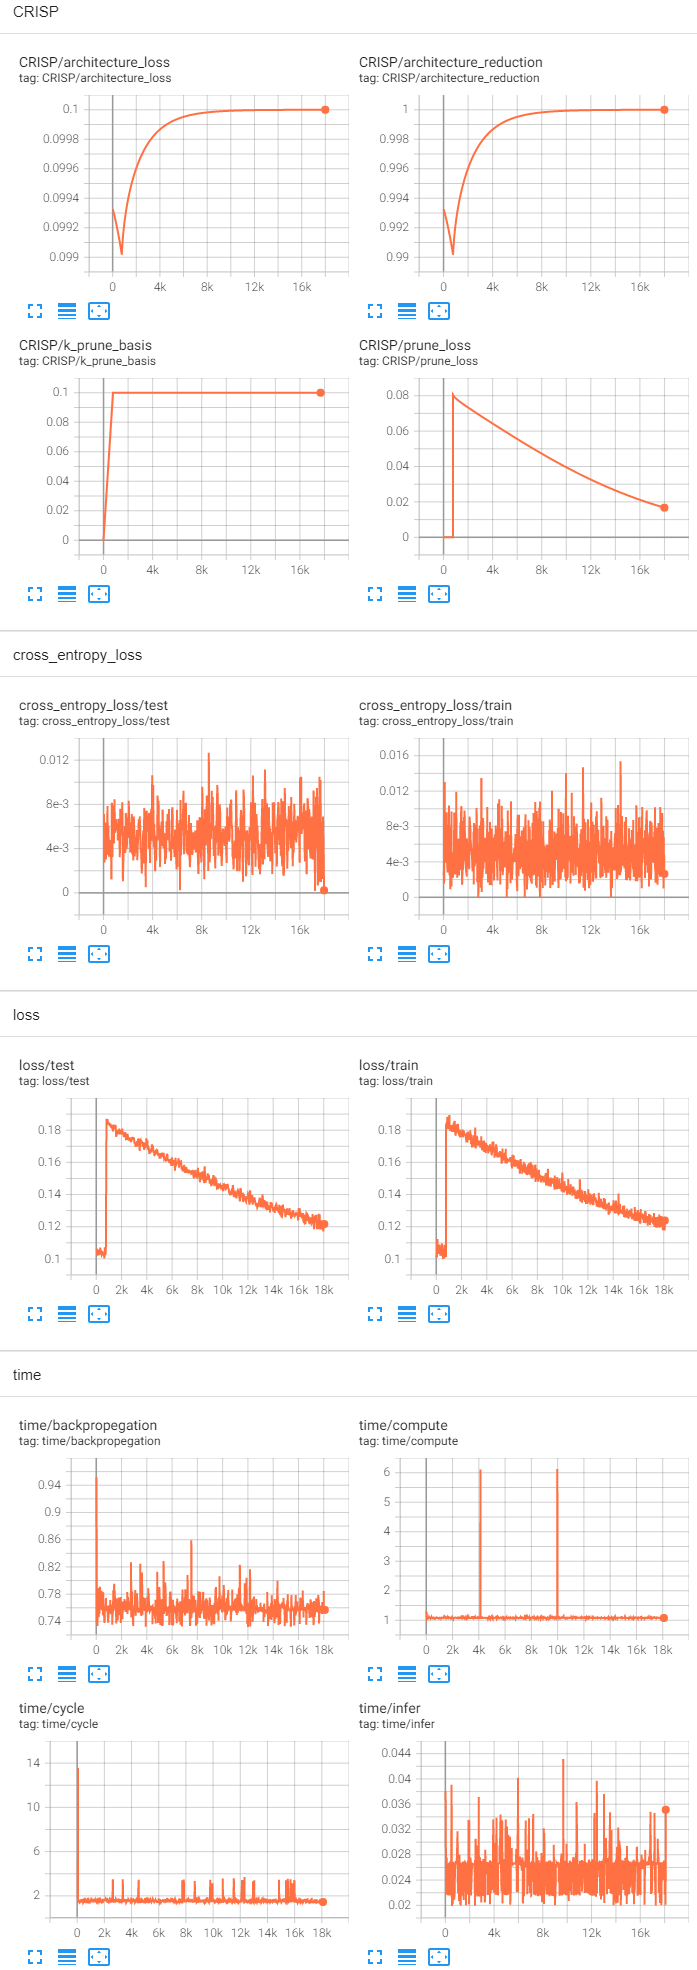 CRISP
CRISP/architecture_loss
tag: CRISP/architecture_loss
0.1
0.0998
0.0996
0.0994
0.0992
0.099
0 4k 8k 12k 16k
CRISP/architecture_reduction
tag: CRISP/architecture_reduction
1
0.998
0.996
0.994
0.992
0.99
0 4k 8k 12k 16k
CRISP/k_prune_basis
tag: CRISP/k_prune_basis
0.1
0.08
0.06
0.04
0.02
0
0 4k 8k 12k 16k
CRISP/prune_loss
tag: CRISP/prune_loss
0.08
0.06
0.04
0.02
0
0 4k 8k 12k 16k
cross_entropy_loss
cross_entropy_loss/test
tag: cross_entropy_loss/test
0.012
8e-3
4e-3
0
0 4k 8k 12k 16k
cross_entropy_loss/train
tag: cross_entropy_loss/train
0.016
0.012
8e-3
4e-3
0
0 4k 8k 12k 16k
loss
loss/test
tag: loss/test
0.18
0.16
0.14
0.12
0.1
0 2k 4k 6k 8k 10k 12k 14k 16k 18k
loss/train
tag: loss/train
0.18
0.16
0.14
0.12
0.1
0 2k 4k 6k 8k 10k 12k 14k 16k 18k
time
time/backpropegation
tag: time/backpropegation
0.94
0.9
0.86
0.82
0.78
0.74
0 2k 4k 6k 8k 10k 12k 14k 16k 18k
time/compute
tag: time/compute
6
5
4
3
2
1
0 2k 4k 6k 8k 10k 12k 14k 16k 18k
time/cycle
tag: time/cycle
14
10
6
2
0 2k 4k 6k 8k 10k 12k 14k 16k 18k
time/infer
tag: time/infer
0.044
0.04
0.036
0.032
0.028
0.024
0.02
0 4k 8k 12k 16k